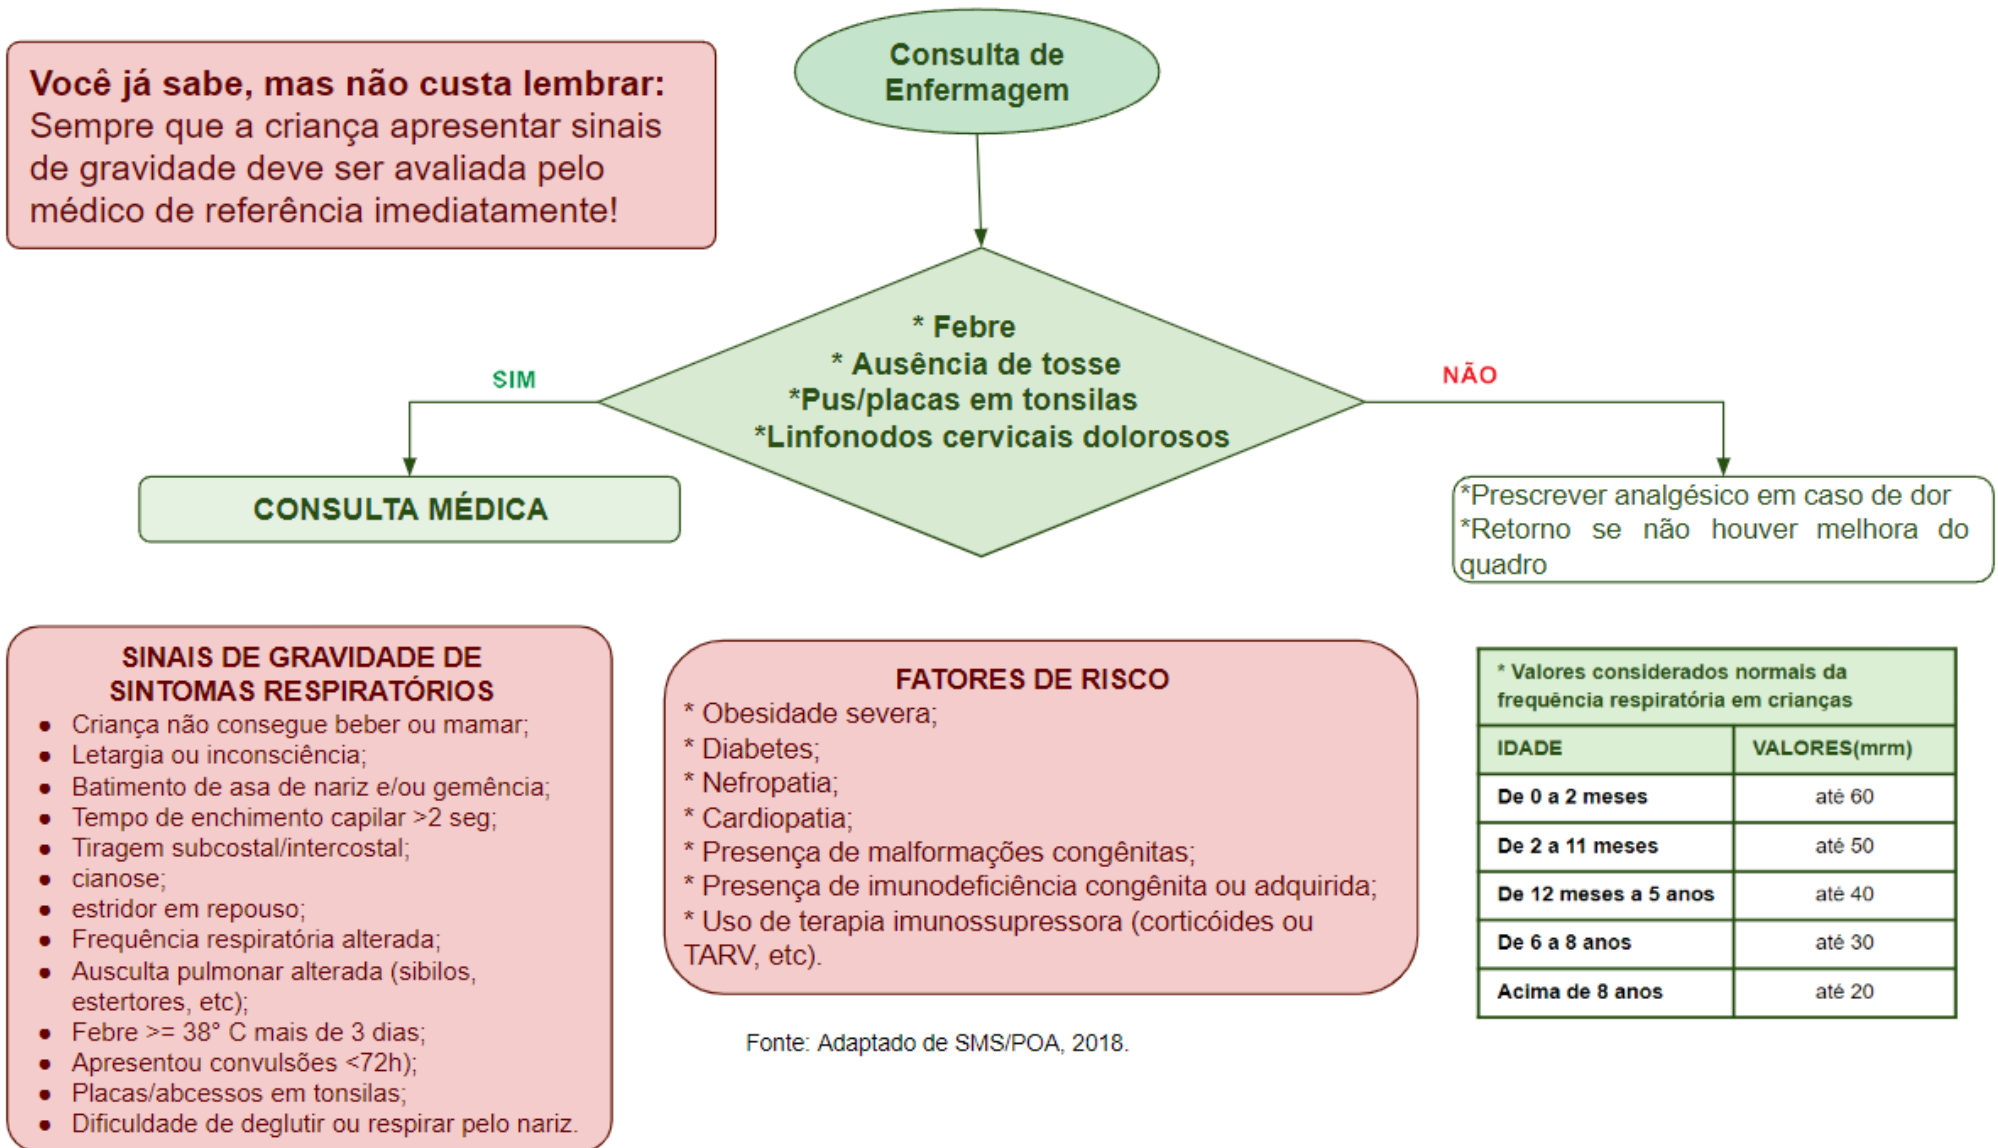 Você já sabe, mas não custa lembrar:
Sempre que a criança apresentar sinais
de gravidade deve ser avaliada pelo
médico de referência imediatamente!
Consulta de
Enfermagem
* Febre
* Ausência de tosse
*Pus/placas em tonsilas
*Linfonodos cervicais dolorosos
SIM
NÃO
CONSULTA MÉDICA
*Prescrever analgésico em caso de dor
*Retorno se não houver melhora do
quadro
SINAIS DE GRAVIDADE DE
SINTOMAS RESPIRATÓRIOS
● Criança não consegue beber ou mamar;
● Letargia ou inconsciência;
● Batimento de asa de nariz e/ou gemência;
● Tempo de enchimento capilar >2 seg;
● Tiragem subcostal/intercostal;
● cianose;
● estridor em repouso;
● Frequência respiratória alterada;
● Ausculta pulmonar alterada (sibilos,
estertores, etc);
● Febre >= 38° C mais de 3 dias;
● Apresentou convulsões <72h);
● Placas/abcessos em tonsilas;
● Dificuldade de deglutir ou respirar pelo nariz.
FATORES DE RISCO
* Obesidade severa;
* Diabetes;
* Nefropatia;
* Cardiopatia;
* Presença de malformações congênitas;
* Presença de imunodeficiência congênita ou adquirida;
* Uso de terapia imunossupressora (corticóides ou
TARV, etc).
* Valores considerados normais da
frequência respiratória em crianças
IDADE VALORES(mrm)
De 0 a 2 meses até 60
De 2 a 11 meses até 50
De 12 meses a 5 anos até 40
De 6 a 8 anos até 30
Acima de 8 anos até 20
Fonte: Adaptado de SMS/POA, 2018.